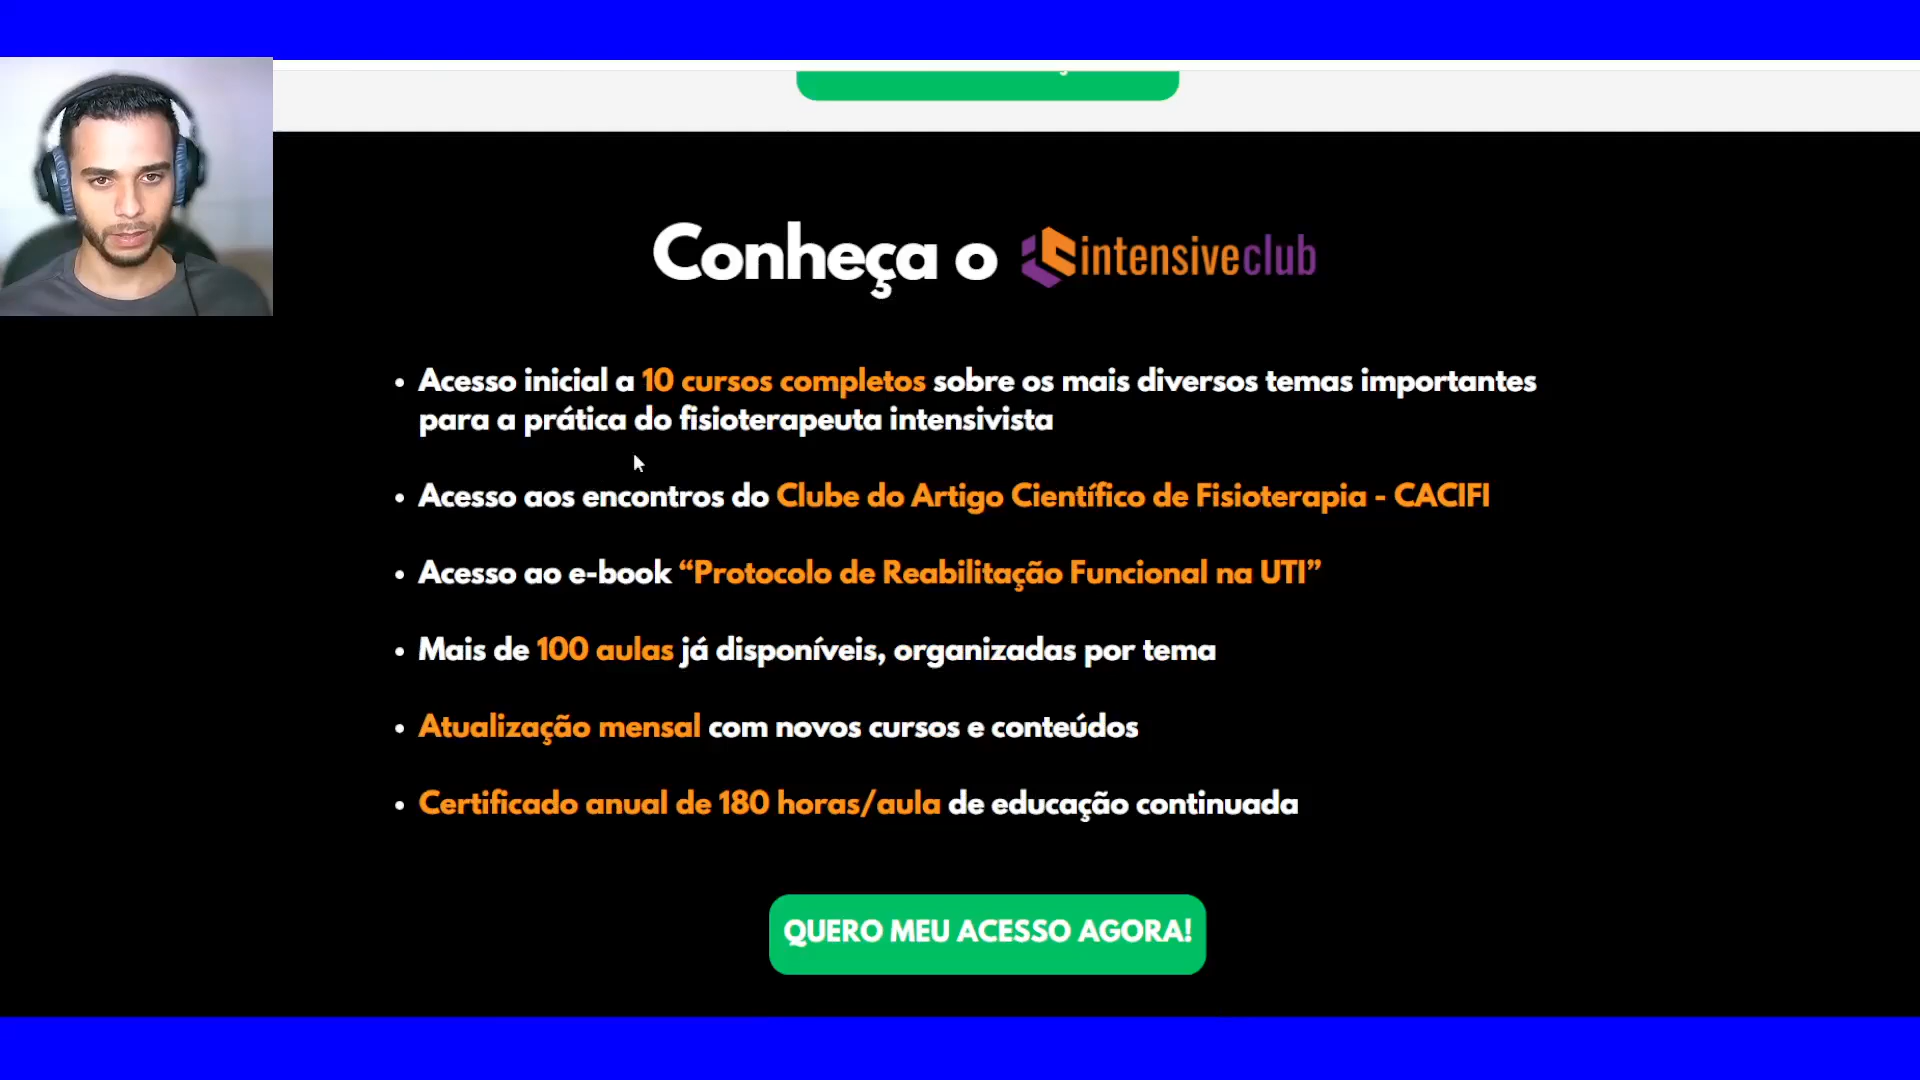 Conheça o intensiveclub
Acesso inicial a 10 cursos completos sobre os mais diversos temas importantes
para a prática do fisioterapeuta intensivista
Acesso aos encontros do Clube do Artigo Científico de Fisioterapia - CACIFI
Acesso ao e-book “Protocolo de Reabilitação Funcional na UTI”
Mais de 100 aulas já disponíveis, organizadas por tema
Atualização mensal com novos cursos e conteúdos
Certificado anual de 180 horas/aula de educação continuada
QUERO MEU ACESSO AGORA!